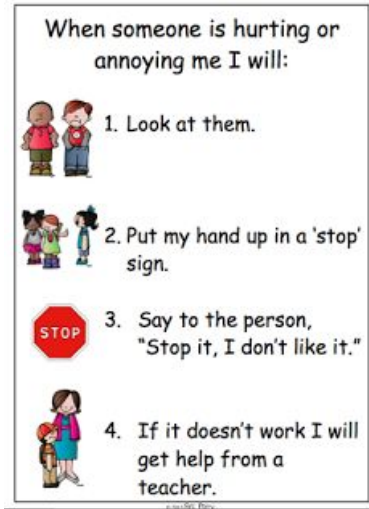 When someone is hurting or
annoying me I will:
1. Look at them.
2. Put my hand up in a 'stop'
sign.
STOP
3. Say to the person,
"Stop it, I don't like it."
4. If it doesn't work I will
get help from a
teacher.